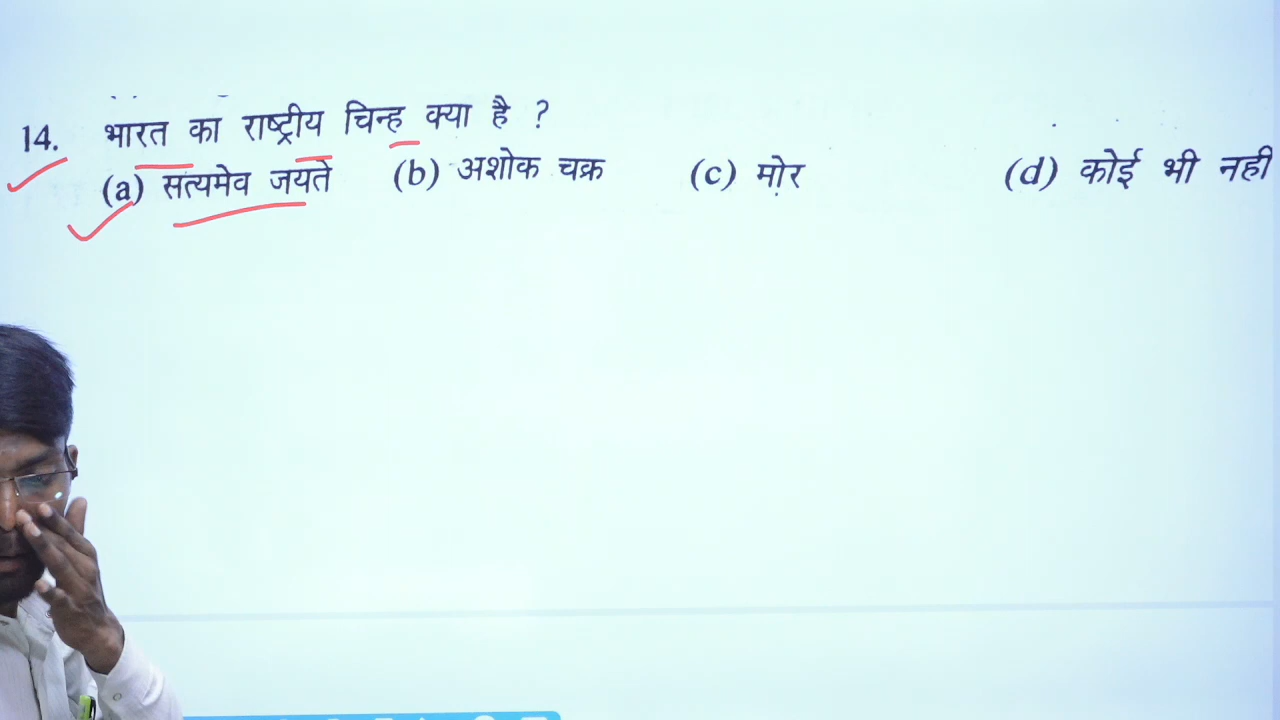 14. भारत का राष्ट्रीय चिन्ह क्या है ?
(a) सत्यमेव जयते (b) अशोक चक्र (c) मोर (d) कोई भी नही